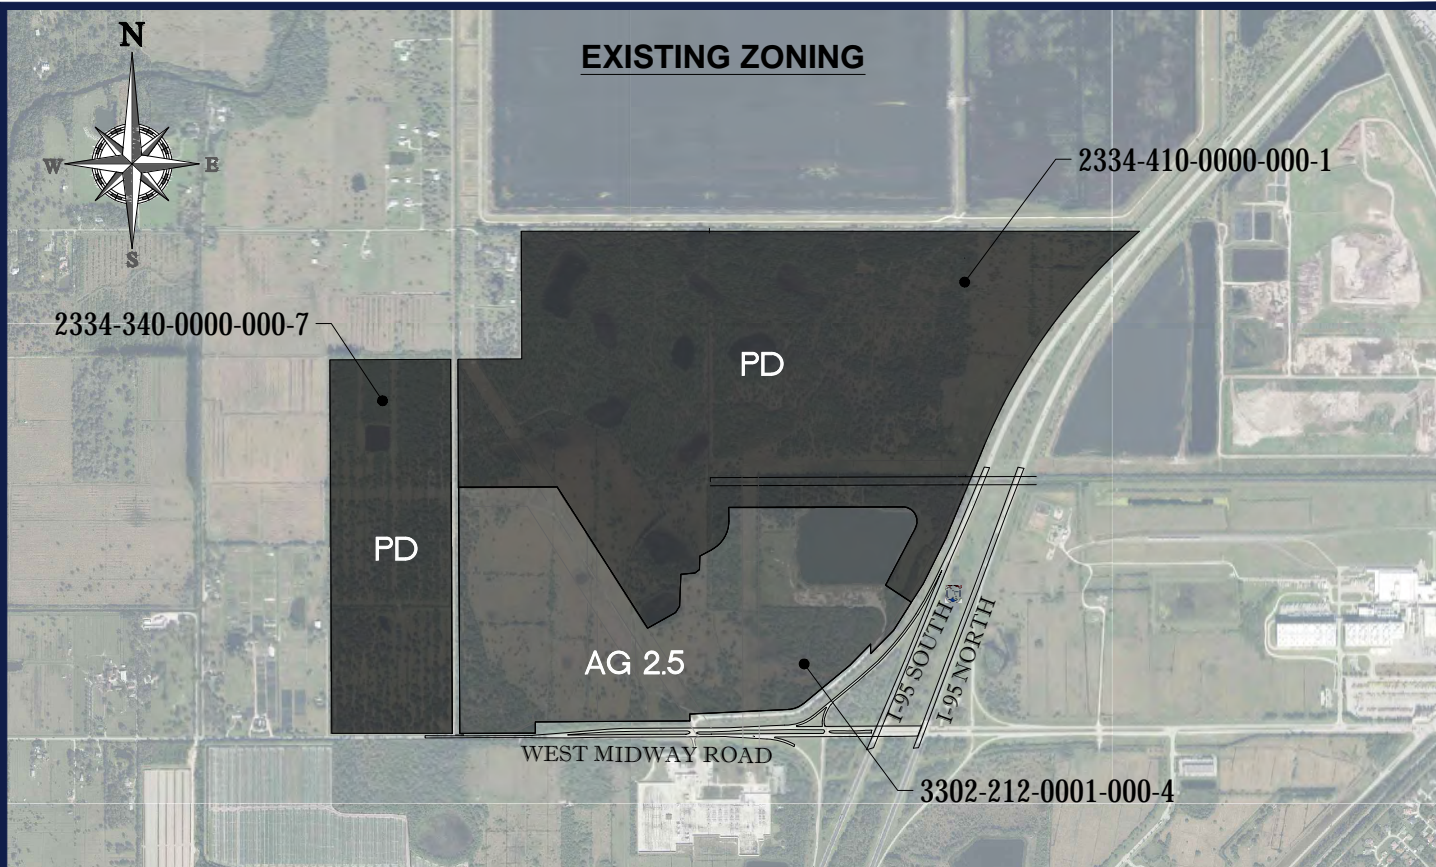 N
EXISTING ZONING
W
E
S
2334-410-0000-000-1
2334-340-0000-000-7
PD
PD
AG 2.5
I-95 SOUTH
I-95 NORTH
WEST MIDWAY ROAD
3302-212-0001-000-4